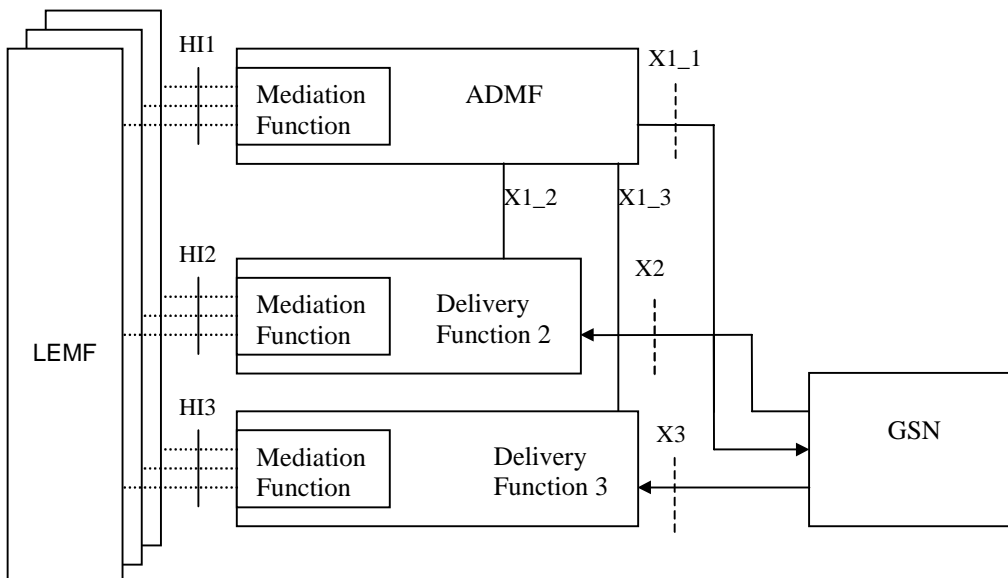 HI1
X1_1
Mediation
Function
ADMF
X1_2
X1_3
HI2
X2
Mediation
Function
Delivery
Function 2
LEMF
HI3
X3
GSN
Mediation
Function
Delivery
Function 3